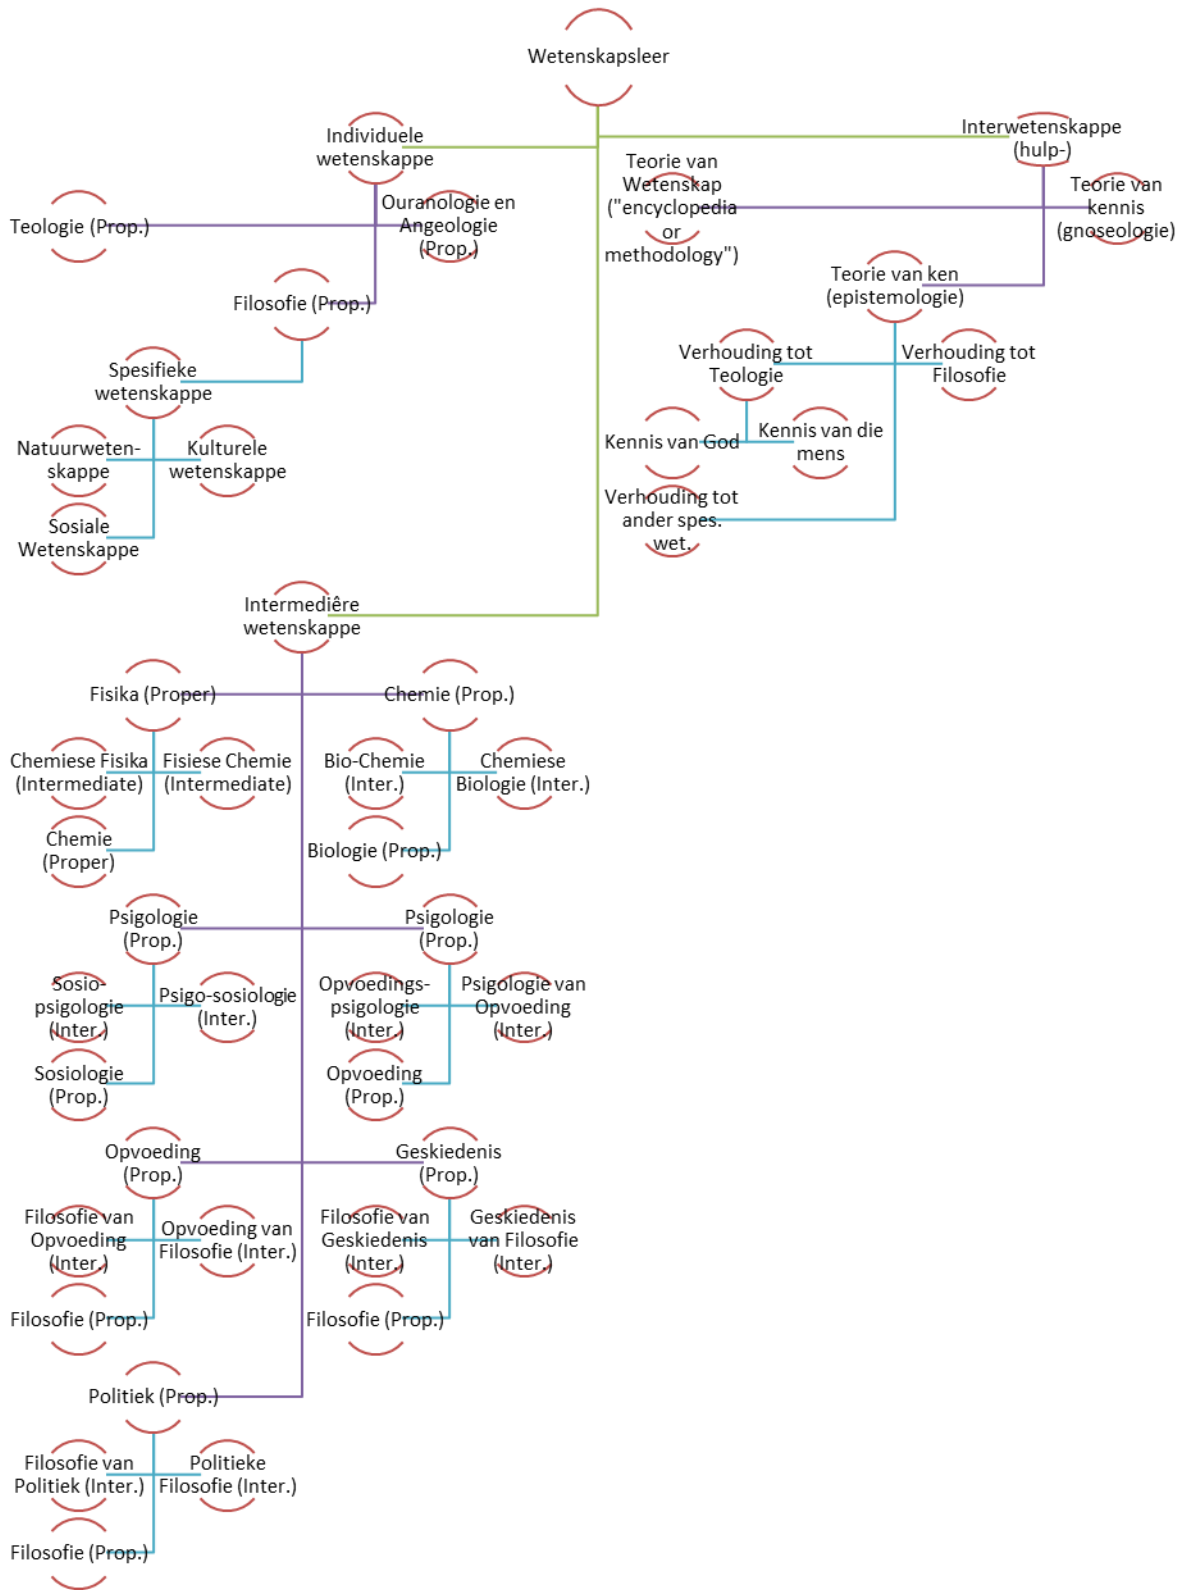 Wetenskapsleer
Individuele
wetenskappe
Interwetenskappe
(hulp-)
Teologie (Prop.)
Ouranologie en
Angeologie
(Prop.)
Filosofie (Prop.)
Spesifieke
wetenskappe
Natuurweten-
skappe
Kulturele
wetenskappe
Sosiale
Wetenskappe
Teorie van
Wetenskap
("encyclopedia
or
methodology")
Teorie van
kennis
(gnoseologie)
Teorie van ken
(epistemologie)
Verhouding tot
Teologie
Verhouding tot
Filosofie
Kennis van God
Kennis van die
mens
Verhouding tot
ander spes.
wet.
Intermediêre
wetenskappe
Fisika (Proper)
Chemie (Prop.)
Chemiese Fisika
(Intermediate)
Fisiese Chemie
(Intermediate)
Chemie
(Proper)
Bio-Chemie
(Inter.)
Chemiese
Biologie (Inter.)
Biologie (Prop.)
Psigologie
(Prop.)
Psigologie
(Prop.)
Sosio-
psigologie
(Inter.)
Psigo-sosiologie
(Inter.)
Sosiologie
(Prop.)
Opvoedings-
psigologie
(Inter.)
Psigologie van
Opvoeding
(Inter.)
Opvoeding
(Prop.)
Opvoeding
(Prop.)
Geskiedenis
(Prop.)
Filosofie van
Opvoeding
(Inter.)
Opvoeding van
Filosofie (Inter.)
Filosofie (Prop.)
Filosofie van
Geskiedenis
(Inter.)
Geskiedenis
van Filosofie
(Inter.)
Filosofie (Prop.)
Politiek (Prop.)
Filosofie van
Politiek (Inter.)
Politieke
Filosofie (Inter.)
Filosofie (Prop.)